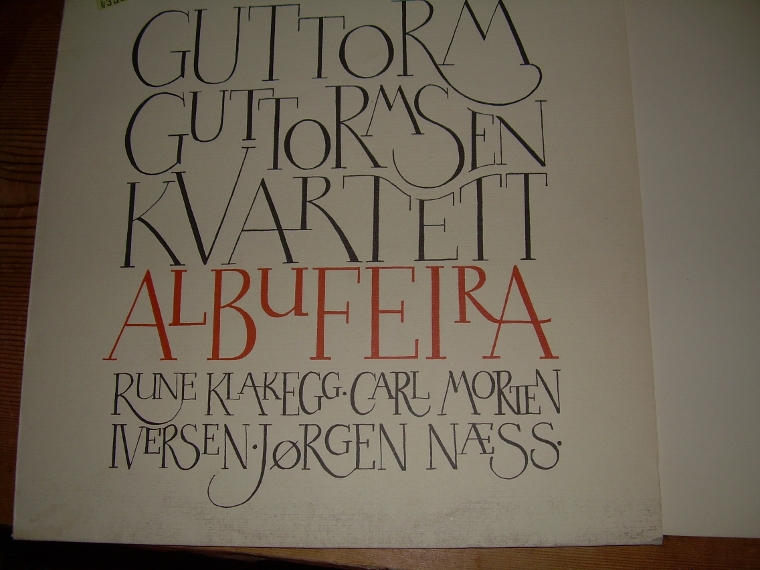 GUTTORM
GUTTORMSEN
KVARTETT
ALBUFEIRA
RUNE KLAKEGG · CARL MORTEN
IVERSEN · JØRGEN NÆSS ·